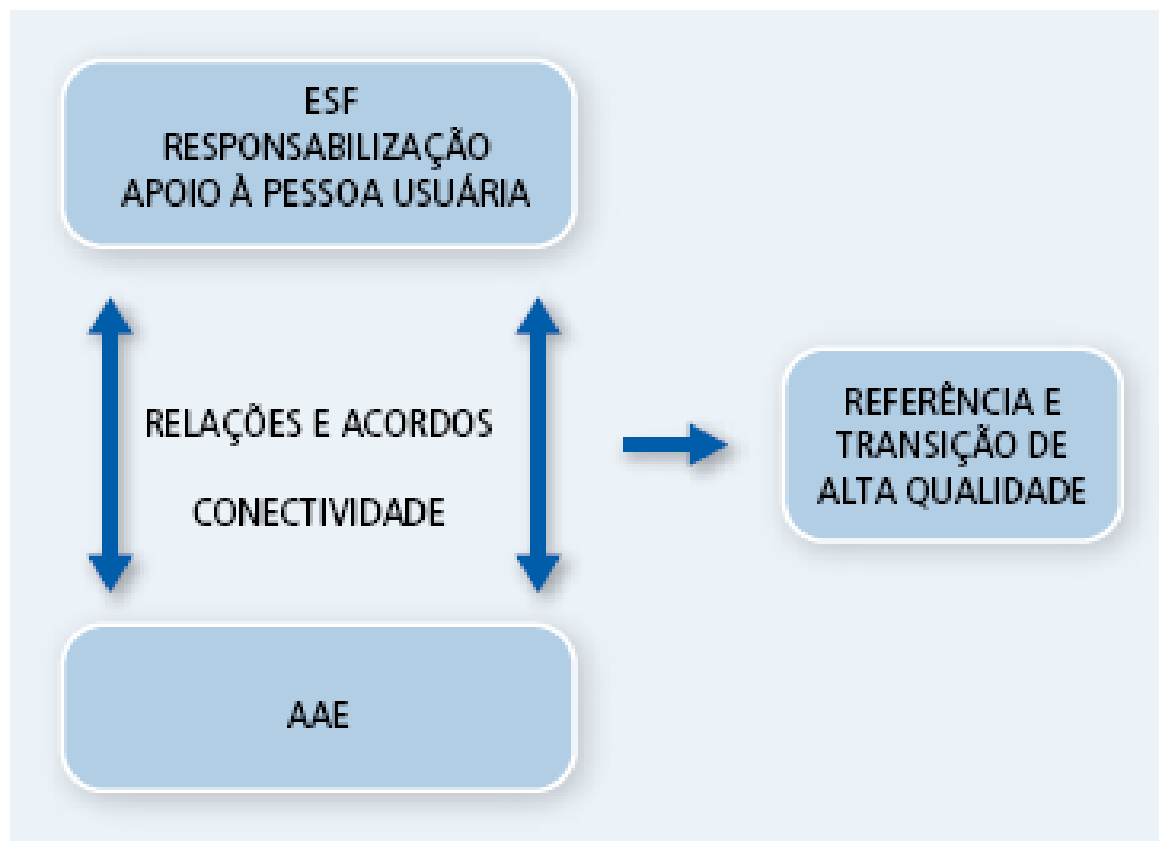 ESF
RESPONSABILIZAÇÃO
APOIO À PESSOA USUÁRIA
RELAÇÕES E ACORDOS
CONECTIVIDADE
REFERÊNCIA E
TRANSIÇÃO DE
ALTA QUALIDADE
AAE